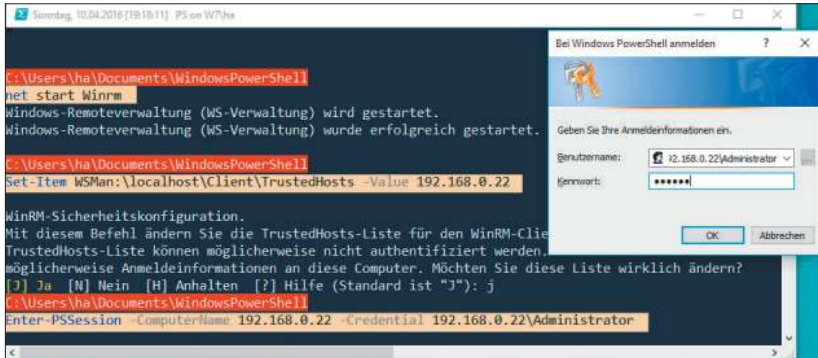 Sonntag, 10.04.2016 [19:18:11] PS on W7\ha
C:\Users\ha\Documents\WindowsPowerShell
net start Winrm
Windows-Remoteverwaltung (WS-Verwaltung) wird gestartet.
Windows-Remoteverwaltung (WS-Verwaltung) wurde erfolgreich gestartet.
C:\Users\ha\Documents\WindowsPowerShell
Set-Item WSMan:\localhost\Client\TrustedHosts -Value 192.168.0.22
WinRM-Sicherheitskonfiguration.
Mit diesem Befehl ändern Sie die TrustedHosts-Liste für den WinRM-Clie
TrustedHosts-Liste können möglicherweise nicht authentifiziert werden.
möglicherweise Anmeldeinformationen an diese Computer. Möchten Sie diese Liste wirklich ändern?
[J] Ja [N] Nein [H] Anhalten [?] Hilfe (Standard ist "J"): j
C:\Users\ha\Documents\WindowsPowerShell
Enter-PSSession -ComputerName 192.168.0.22 -Credential 192.168.0.22\Administrator
Bei Windows PowerShell anmelden
Geben Sie Ihre Anmeldeinformationen ein.
Benutzername: 2.168.0.22\Administrator
Kennwort: ••••••
OK Abbrechen